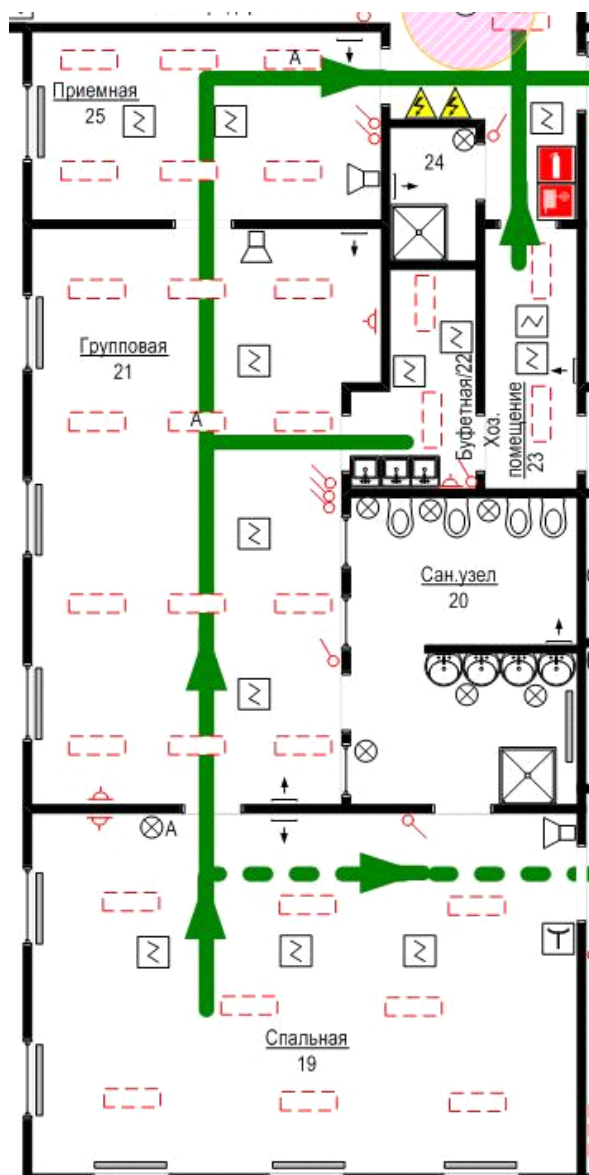 А
Приемная
25
24
Групповая
21
А
Буфетная/22
Хоз.
помещение
23
Сан.узел
20
А
Спальная
19